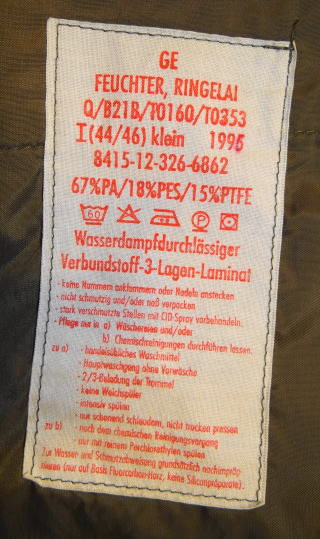 GE
FEUCHTER, RINGELAI
Q/B21B/T0160/T0353
I(44/46) klein 1995
8415-12-326-6862
67%PA/18%PES/15%PTFE
60 P
Wasserdampfdurchlässiger
Verbundstoff-3-Lagen-Laminat
- keine Nummern anklammern oder Nadeln anstecken
- nicht schmutzig und/oder naß verpacken
- stark verschmutzte Stellen mit CID-Spray vorbehandeln.
- Pflege nur in a) Wäschereien und/oder
b) Chemischreinigungen durchführen lassen.
zu a) - handelsübliches Waschmittel
- Hauptwaschgang ohne Vorwäsche
- 2/3-Beladung der Trommel
- keine Weichspüler
- intensiv spülen
- nur schonend schleudern, nicht trocken pressen
zu b) - nach dem chemischen Reinigungsvorgang
- nur mit reinem Perchlorethylen spülen
Zur Wasser und Schmutzabweisung grundsätzlich nachimpräg-
nieren (nur auf Basis Fluorcarbon-Harz, keine Siliconpräparate).